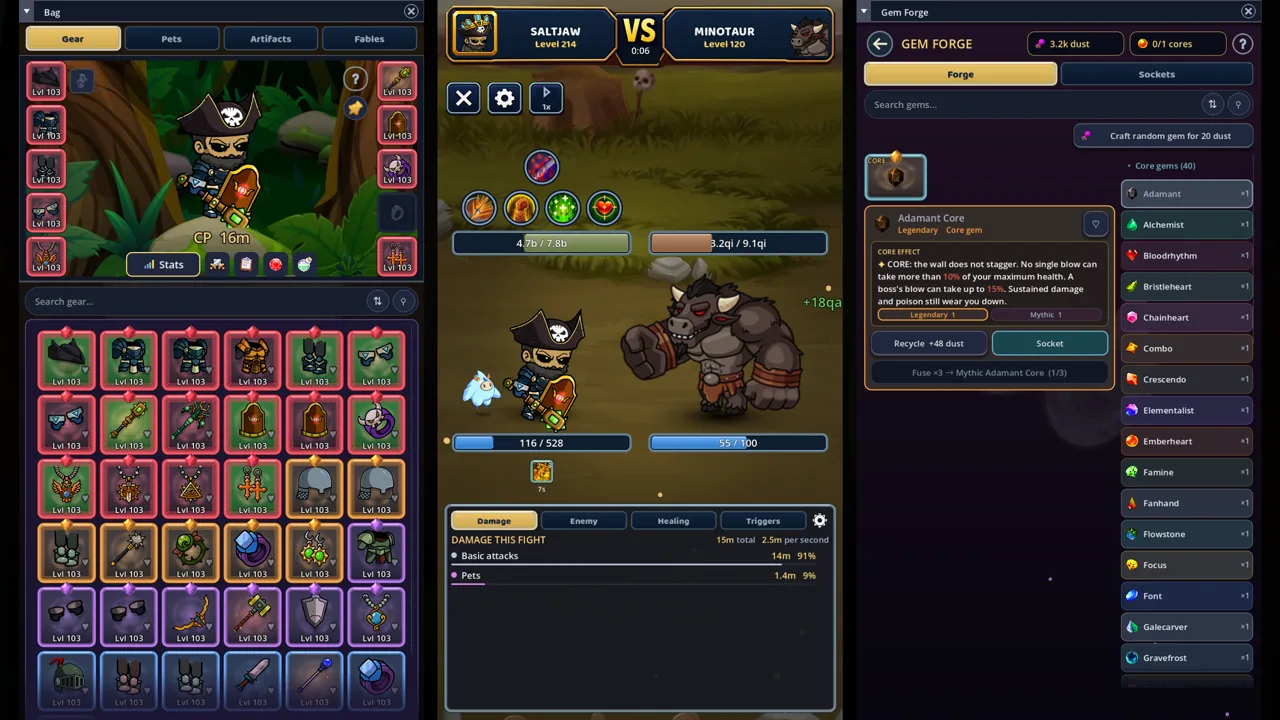 Bag
Gear
Pets
Artifacts
Fables
Lvl 103
Lvl 103
Lvl 103
Lvl 103
Lvl 103
?
Lvl 103
Lvl 103
Lvl 103
Lvl 103
CP 16m
Stats
Search gear...
Lvl 103 Lvl 103 Lvl 103 Lvl 103 Lvl 103 Lvl 103
Lvl 103 Lvl 103 Lvl 103 Lvl 103 Lvl 103 Lvl 103
Lvl 103 Lvl 103 Lvl 103 Lvl 103 Lvl 103 Lvl 103
Lvl 103 Lvl 103 Lvl 103 Lvl 103 Lvl 103 Lvl 103
Lvl 103 Lvl 103 Lvl 103 Lvl 103 Lvl 103 Lvl 103
Lvl 103 Lvl 103 Lvl 103 Lvl 103 Lvl 103 Lvl 103
SALTJAW
Level 214
VS
0:06
MINOTAUR
Level 120
1x
4.7b / 7.8b
3.2qi / 9.1qi
+18qa
116 / 528
55 / 100
7s
Damage
Enemy
Healing
Triggers
DAMAGE THIS FIGHT
15m total 2.5m per second
Basic attacks 14m 91%
Pets 1.4m 9%
Gem Forge
GEM FORGE
3.2k dust
0/1 cores
?
Forge
Sockets
Search gems...
Craft random gem for 20 dust
CORE
Adamant Core
Legendary Core gem
CORE EFFECT
✦ CORE: the wall does not stagger. No single blow can
take more than 10% of your maximum health. A
boss's blow can take up to 15%. Sustained damage
and poison still wear you down.
Legendary 1
Mythic 1
Recycle +48 dust
Socket
Fuse ×3 → Mythic Adamant Core (1/3)
• Core gems (40)
Adamant ×1
Alchemist ×1
Bloodrhythm ×1
Bristleheart ×1
Chainheart ×1
Combo ×1
Crescendo ×1
Elementalist ×1
Emberheart ×1
Famine ×1
Fanhand ×1
Flowstone ×1
Focus ×1
Font ×1
Galecarver ×1
Gravefrost ×1